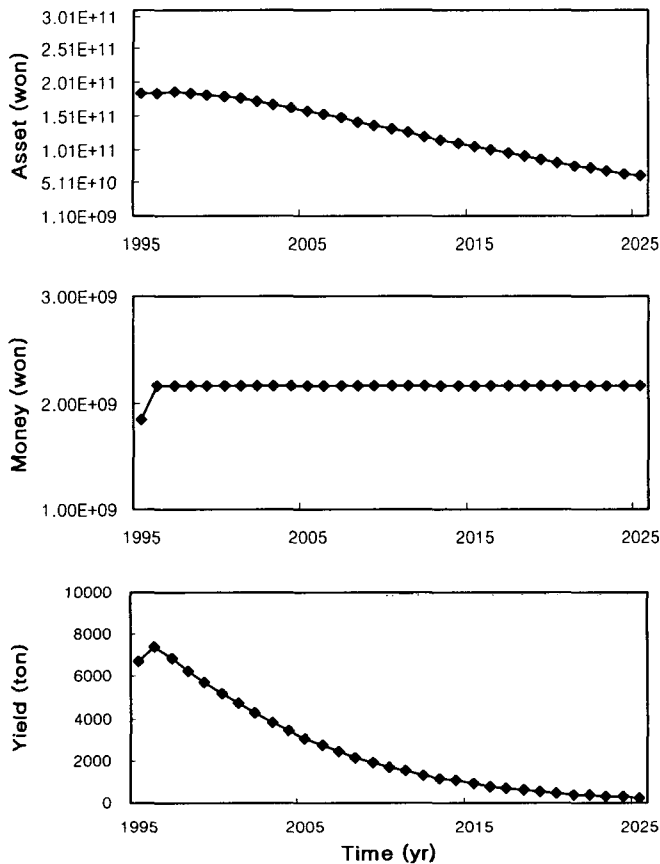 Asset (won)
3.01E+11
2.51E+11
2.01E+11
1.51E+11
1.01E+11
5.11E+10
1.10E+09
1995 2005 2015 2025
Money (won)
3.00E+09
2.00E+09
1.00E+09
1995 2005 2015 2025
Yield (ton)
10000
8000
6000
4000
2000
0
1995 2005 2015 2025
Time (yr)